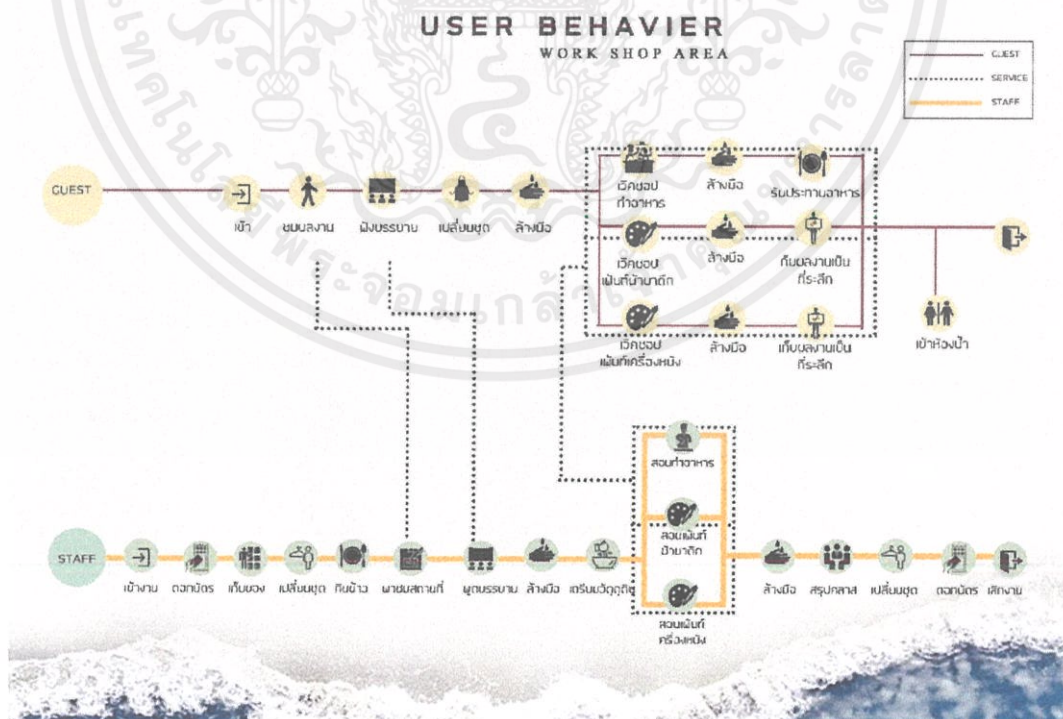 USER BEHAVIER
WORK SHOP AREA
GUEST
SERVICE
STAFF
GUEST
เข้า
ชมผลงาน
ฟังบรรยาย
เปลี่ยนชุด
ล้างมือ
เวิคชอป
ทำอาหาร
ล้างมือ
รับประทานอาหาร
เวิคชอป
เพ้นท์ผ้าบาติก
ล้างมือ
เก็บผลงานเป็น
ที่ระลึก
เวิคชอป
เพ้นท์เครื่องหนัง
ล้างมือ
เก็บผลงานเป็น
ที่ระลึก
เข้าห้องน้ำ
สอนทำอาหาร
สอนเพ้นท์
ผ้าบาติก
สอนเพ้นท์
เครื่องหนัง
STAFF
เข้างาน
ตอกบัตร
เก็บของ
เปลี่ยนชุด
กินข้าว
พาชมสถานที่
พูดบรรยาย
ล้างมือ
เตรียมวัตถุดิบ
ล้างมือ
สรุปคลาส
เปลี่ยนชุด
ตอกบัตร
เลิกงาน